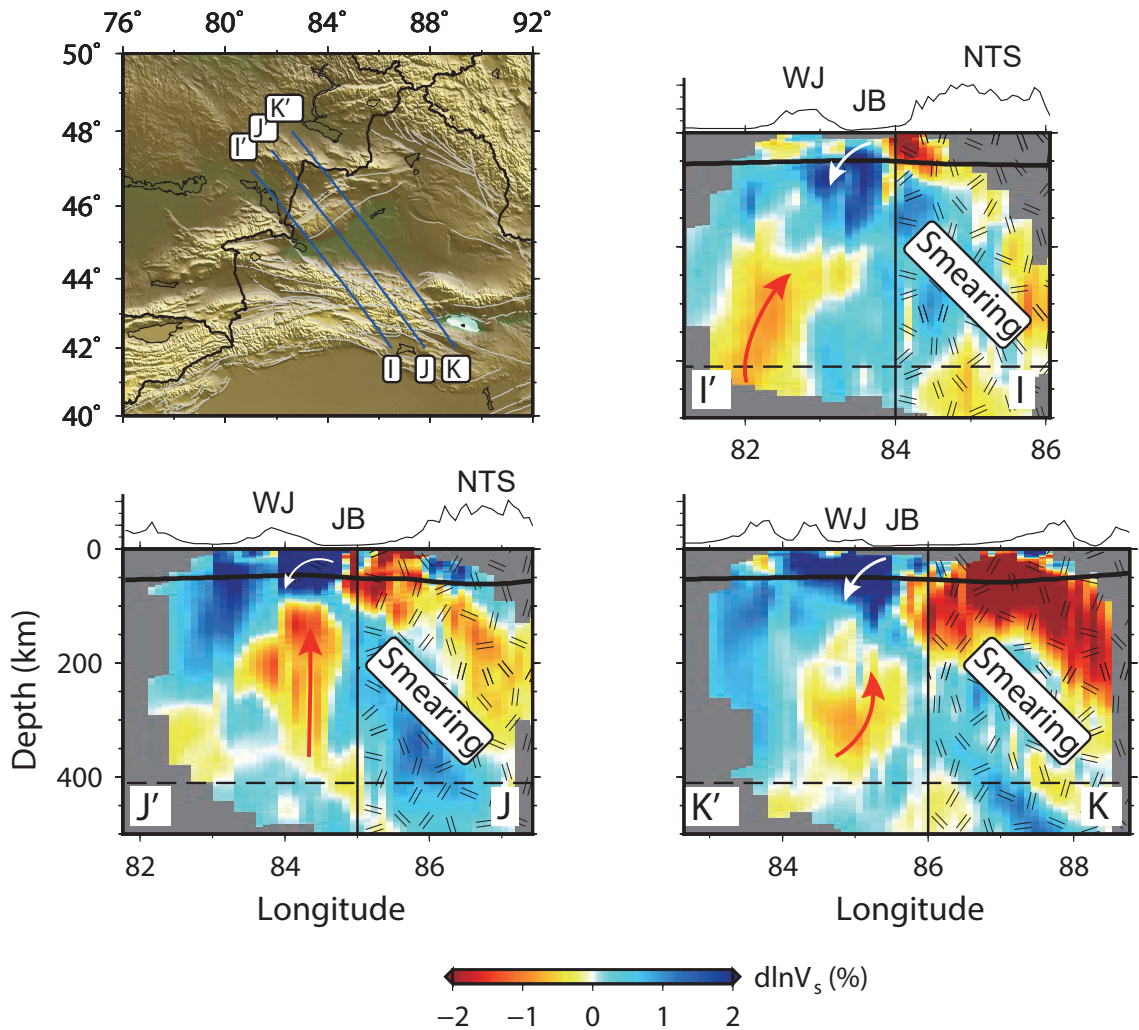 76° 80° 84° 88° 92°
50°
48°
46°
44°
42°
40°
K'
J'
I'
I J K
WJ
JB
NTS
Smearing
I'
I
82 84 86
WJ
JB
NTS
0
200
400
Depth (km)
Smearing
J'
J
82 84 86
Longitude
WJ
JB
Smearing
K'
K
84 86 88
Longitude
−2 −1 0 1 2
dlnVₛ (%)